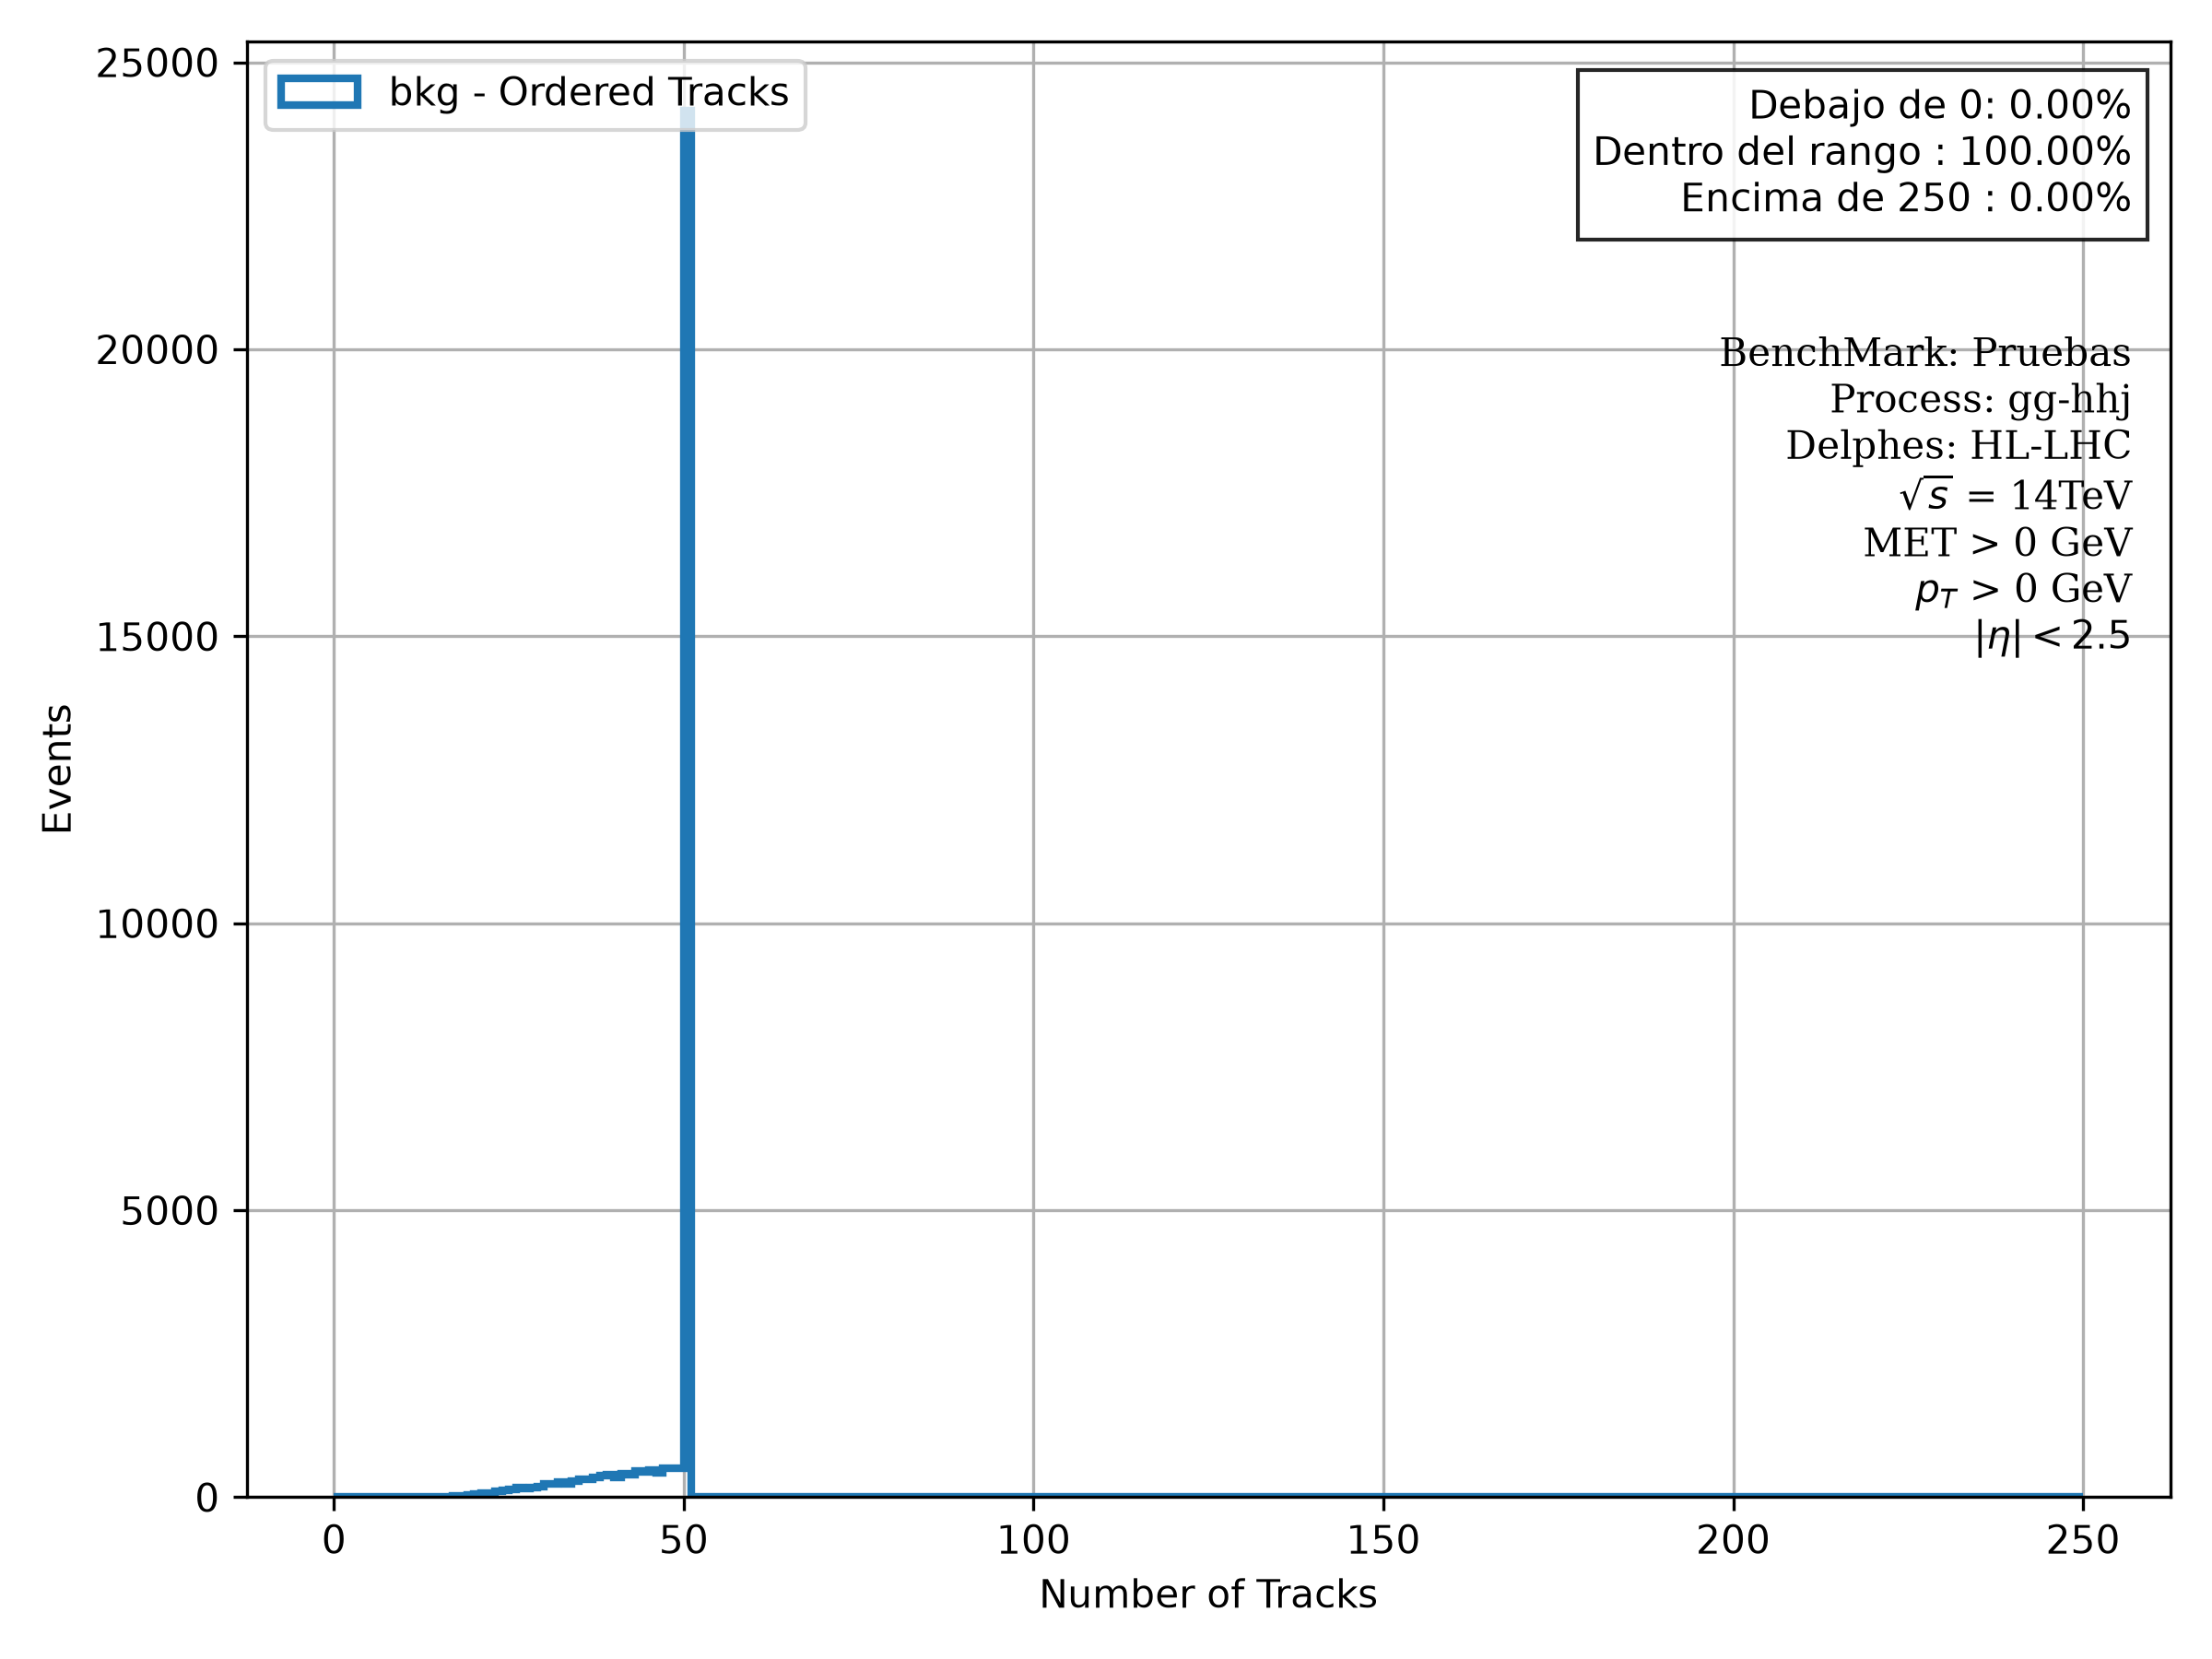 bkg - Ordered Tracks
Debajo de 0: 0.00%
Dentro del rango : 100.00%
Encima de 250 : 0.00%
BenchMark: Pruebas
Process: gg-hhj
Delphes: HL-LHC
√s = 14TeV
MET > 0 GeV
p_T > 0 GeV
|η| < 2.5
25000
20000
15000
10000
5000
0
Events
0 50 100 150 200 250
Number of Tracks